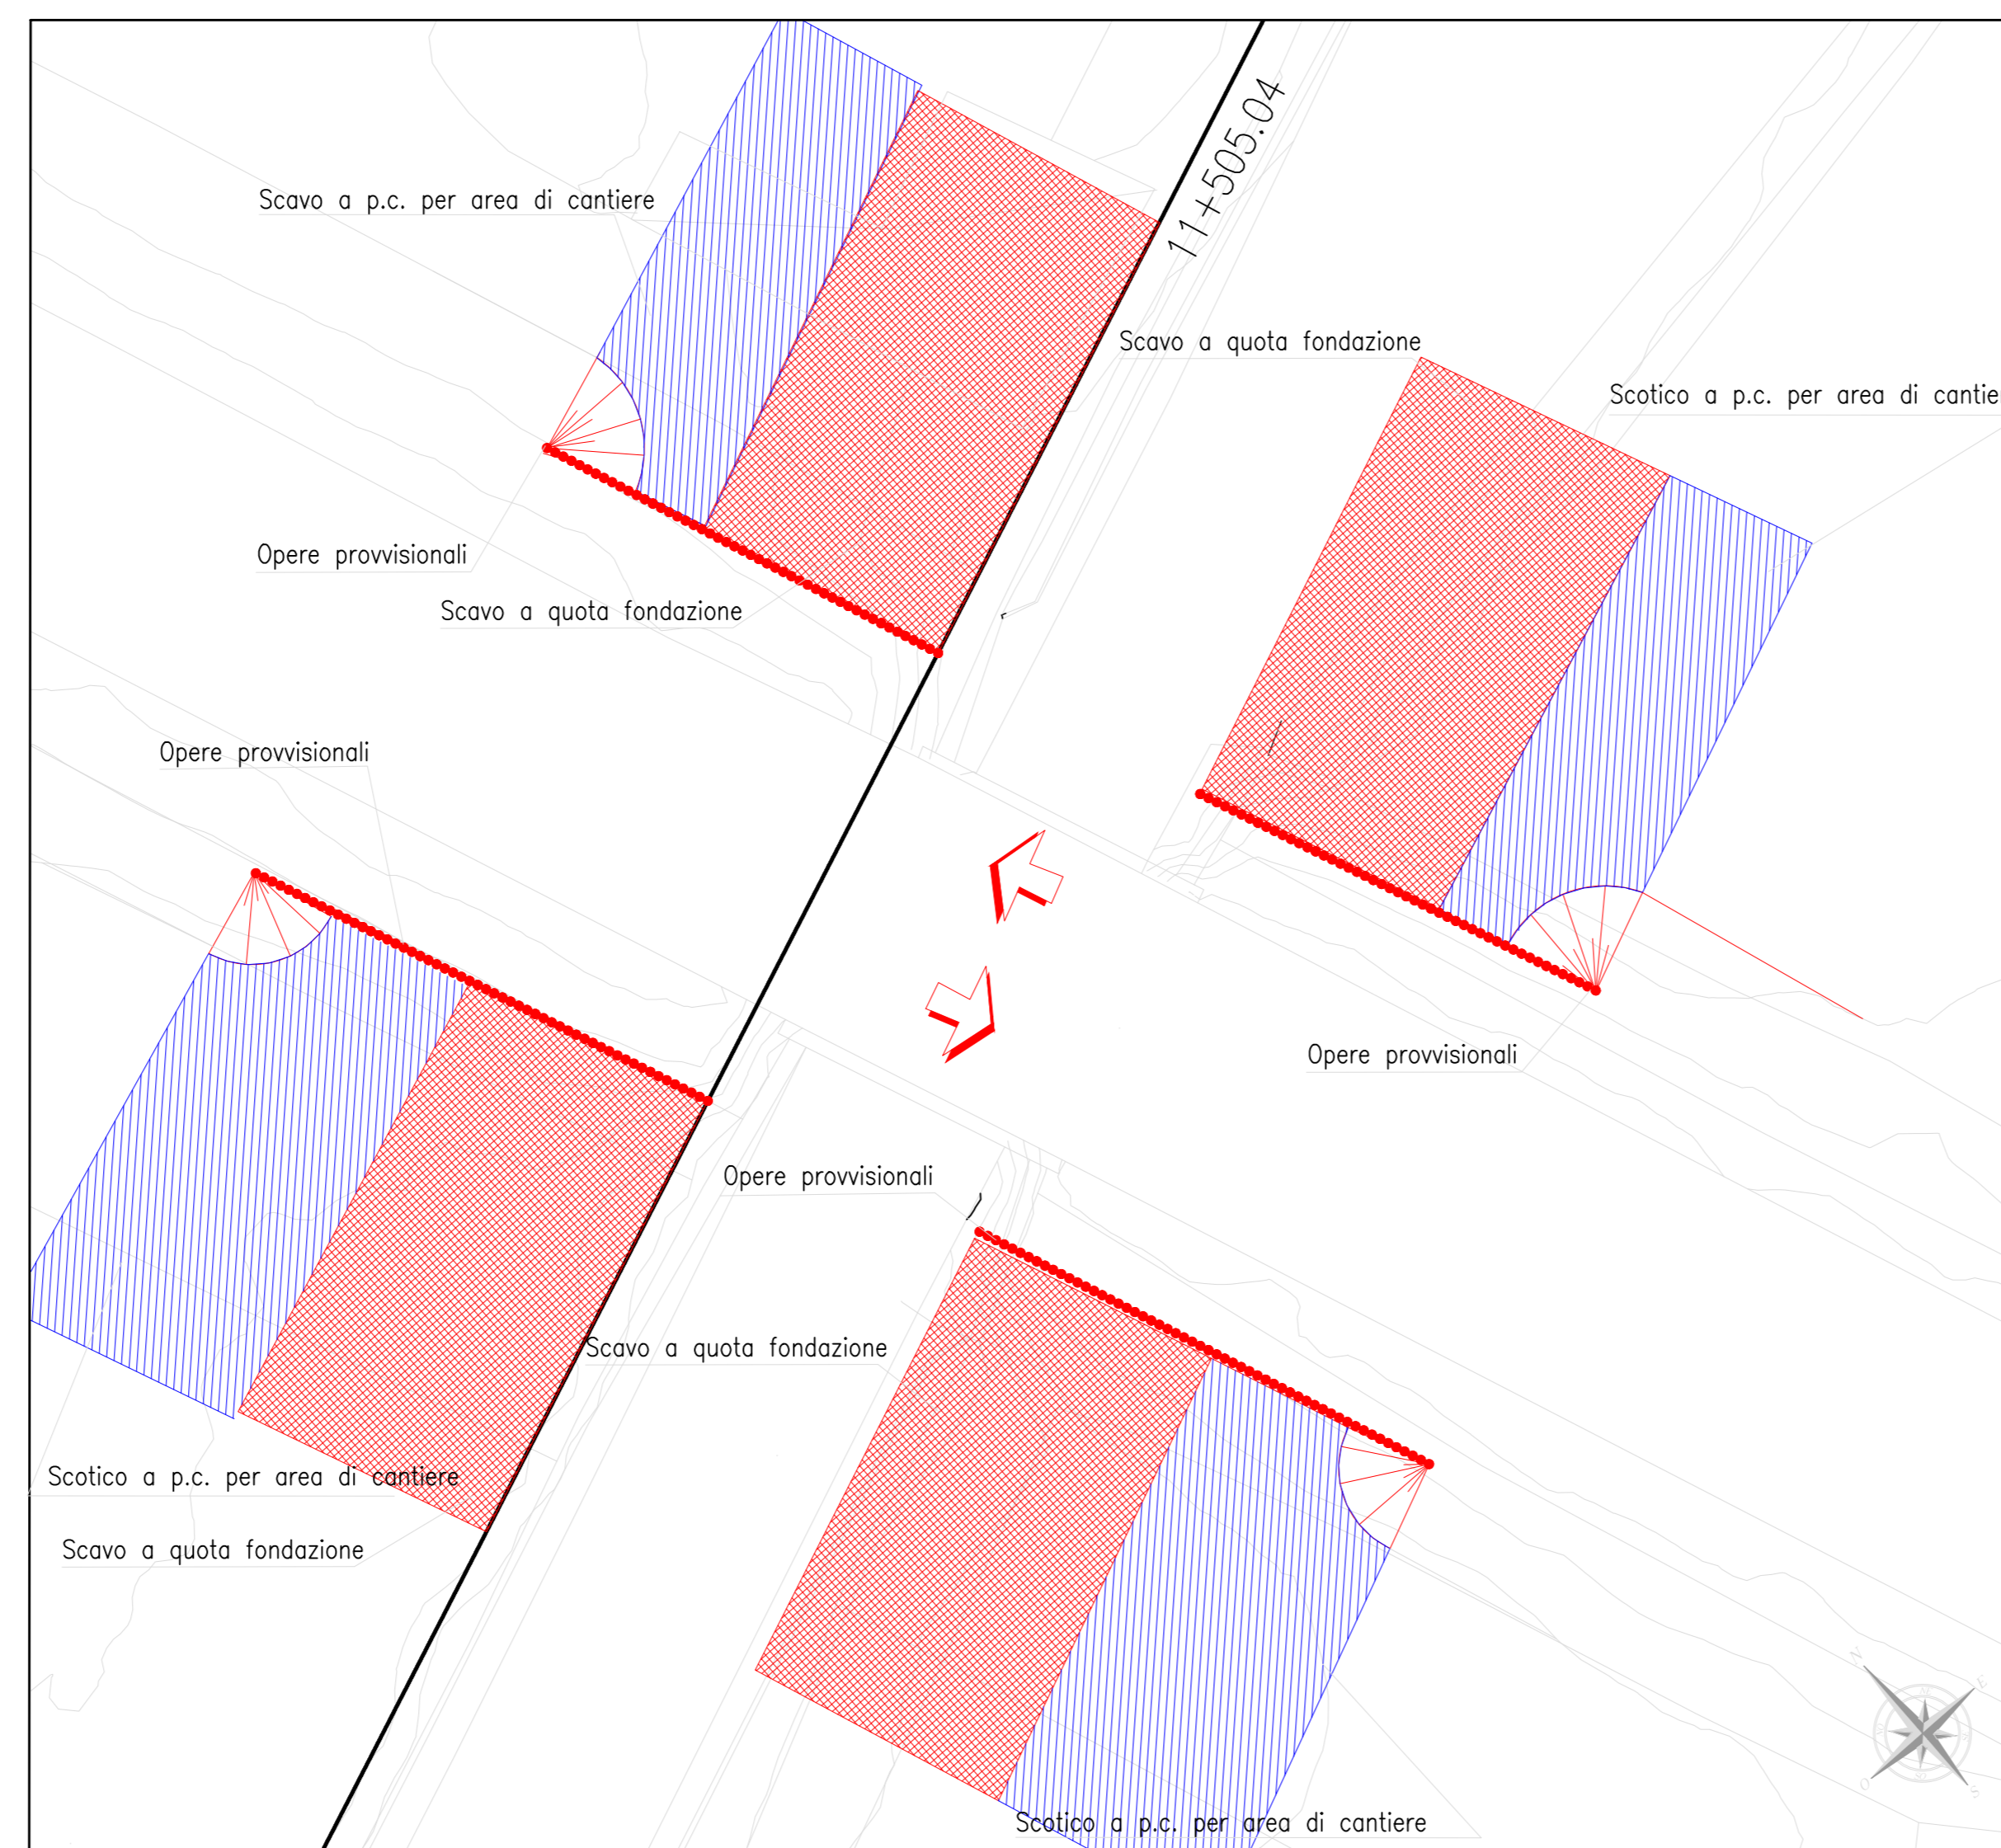 11+505.04
Scavo a p.c. per area di cantiere
Scavo a quota fondazione
Scotico a p.c. per area di cantie
Opere provvisionali
Scavo a quota fondazione
Opere provvisionali
Opere provvisionali
Opere provvisionali
Scavo a quota fondazione
Scotico a p.c. per area di cantiere
Scavo a quota fondazione
Scotico a p.c. per area di cantiere
N
E
O
S